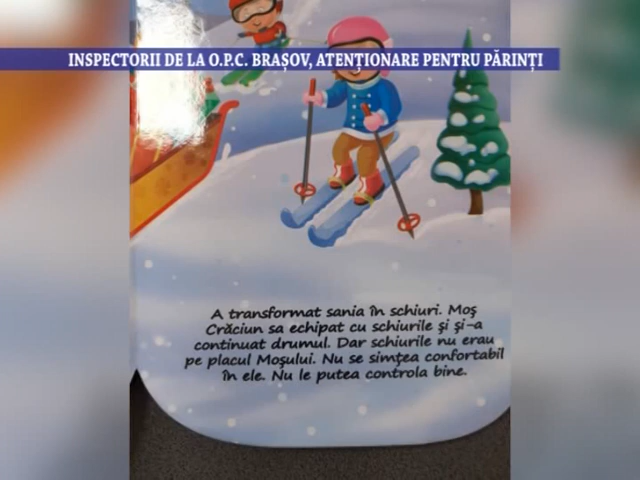 INSPECTORII DE LA O.P.C. BRAȘOV, ATENȚIONARE PENTRU PĂRINȚI
A transformat sania în schiuri. Moș
Crăciun sa echipat cu schiurile și și-a
continuat drumul. Dar schiurile nu erau
pe placul Moșului. Nu se simțea confortabil
în ele. Nu le putea controla bine.